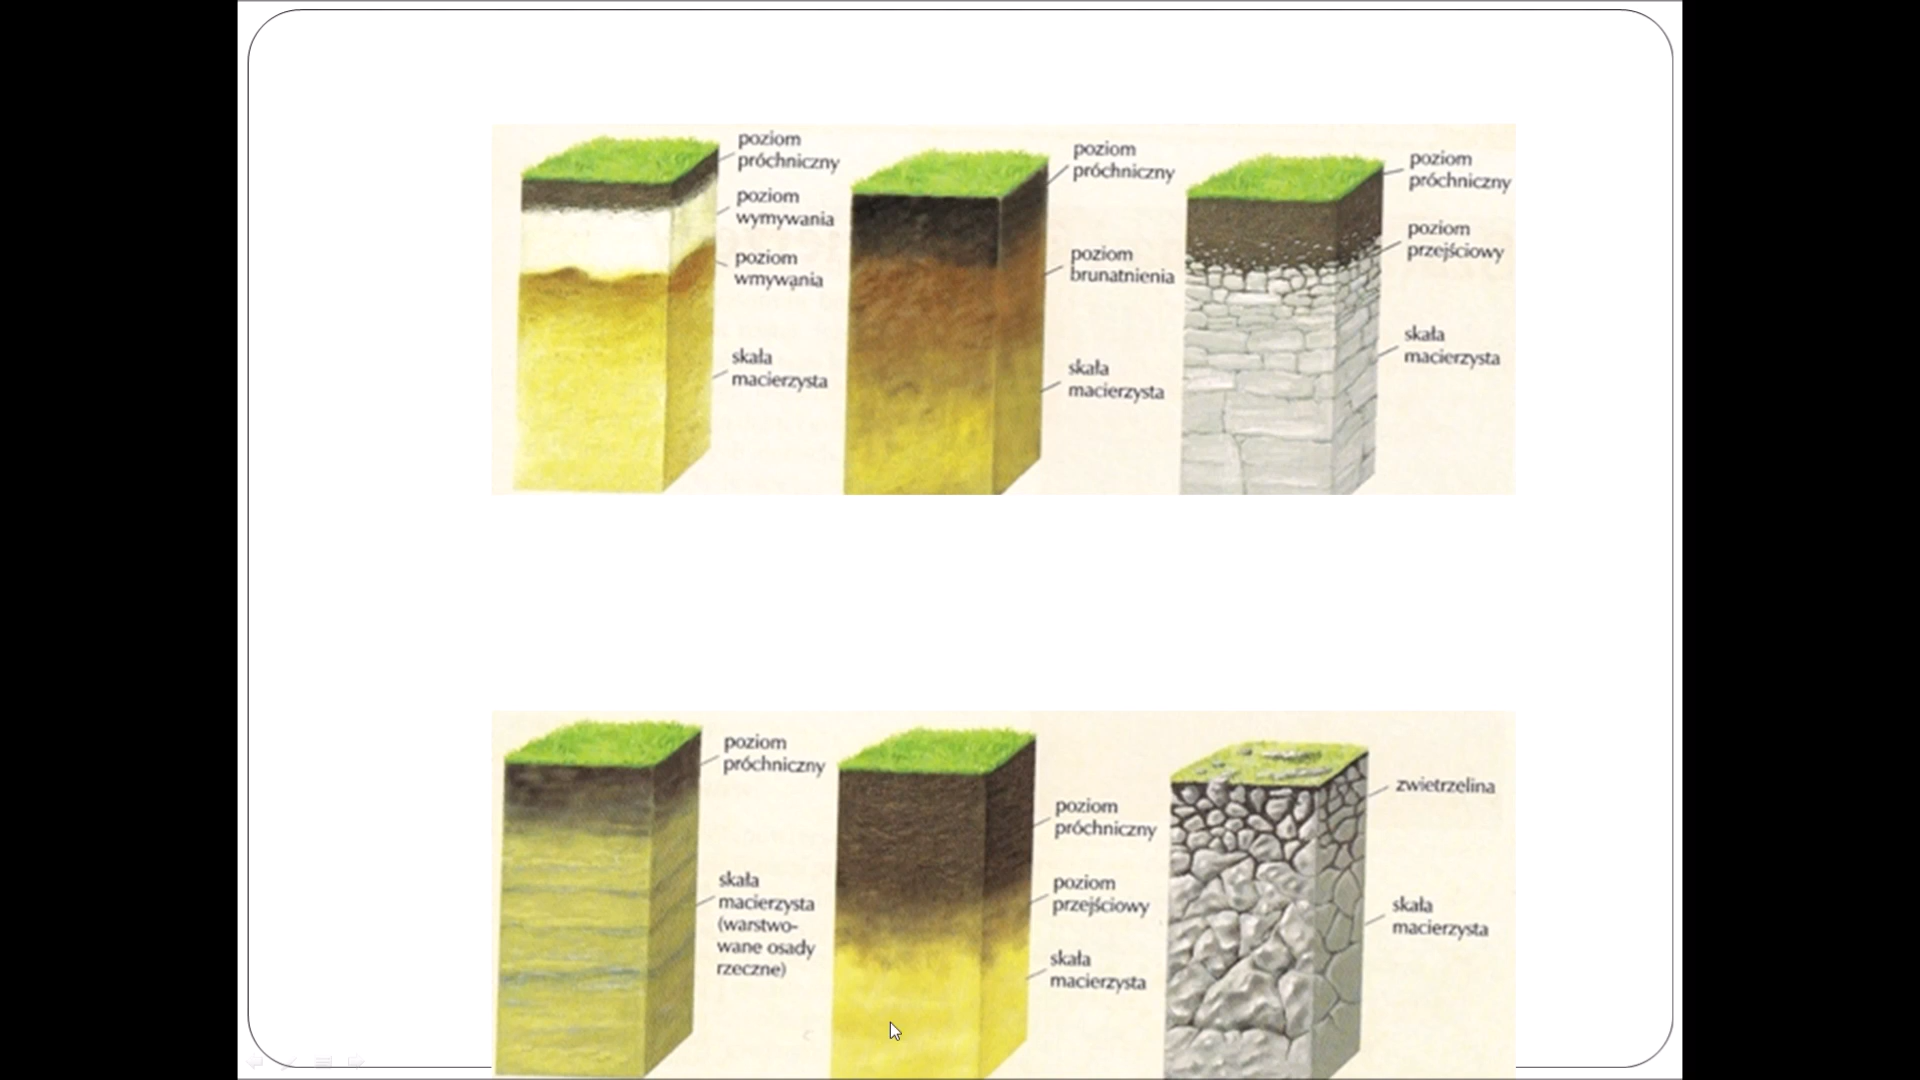 poziom
próchniczny
poziom
wymywania
poziom
wmywania
skała
macierzysta
poziom
próchniczny
poziom
brunatnienia
skała
macierzysta
poziom
próchniczny
poziom
przejściowy
skała
macierzysta
poziom
próchniczny
skała
macierzysta
(warstwo-
wane osady
rzeczne)
poziom
próchniczny
poziom
przejściowy
skała
macierzysta
zwietrzelina
skała
macierzysta